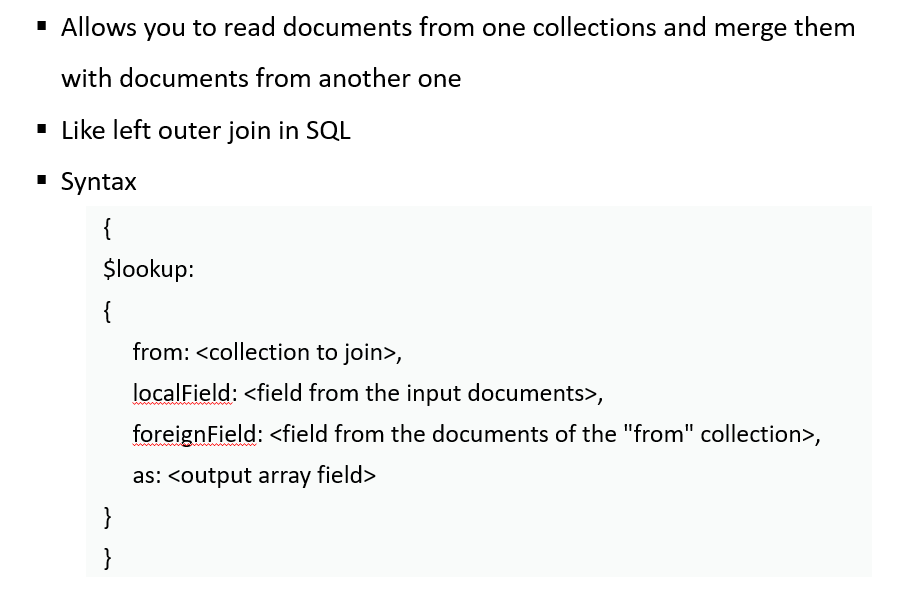 ▪ Allows you to read documents from one collections and merge them
with documents from another one
▪ Like left outer join in SQL
▪ Syntax
{
$lookup:
{
from: <collection to join>,
localField: <field from the input documents>,
foreignField: <field from the documents of the "from" collection>,
as: <output array field>
}
}